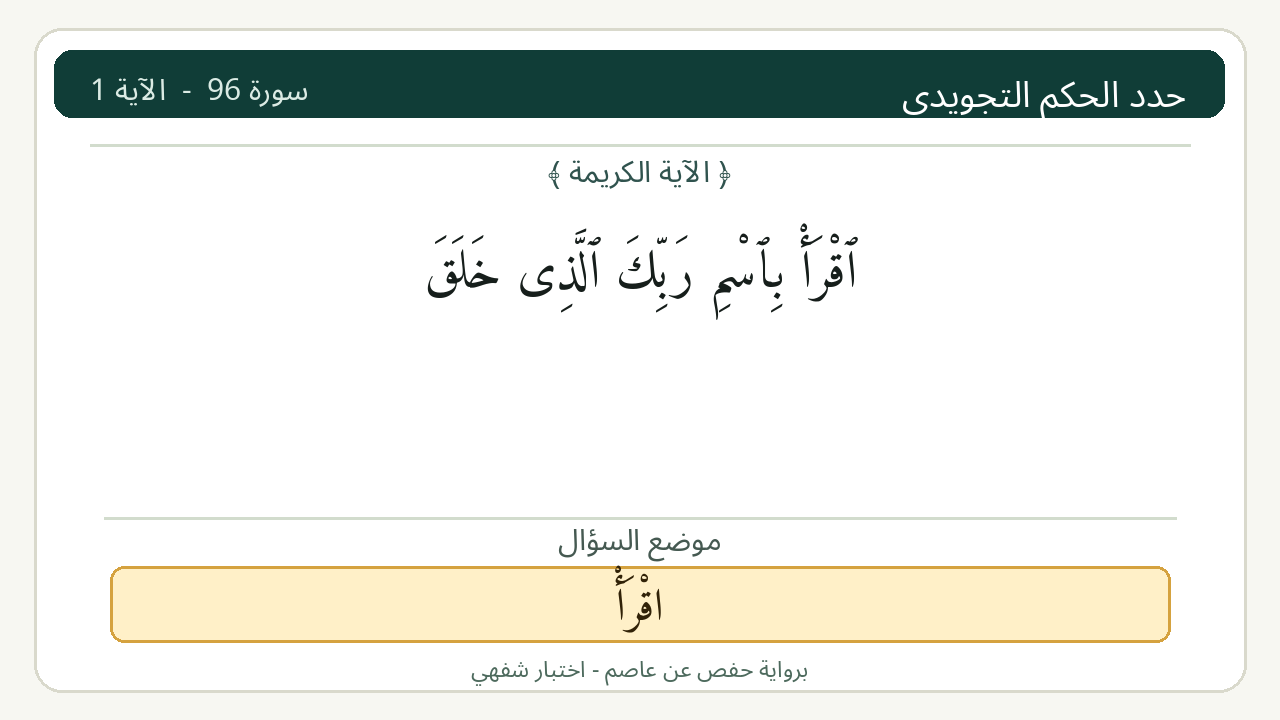 حدد الحكم التجويدى
سورة 96 - الآية 1
﴿ الآية الكريمة ﴾
ٱقْرَأْ بِٱسْمِ رَبِّكَ ٱلَّذِى خَلَقَ
موضع السؤال
اقْرَأْ
برواية حفص عن عاصم - اختبار شفهي